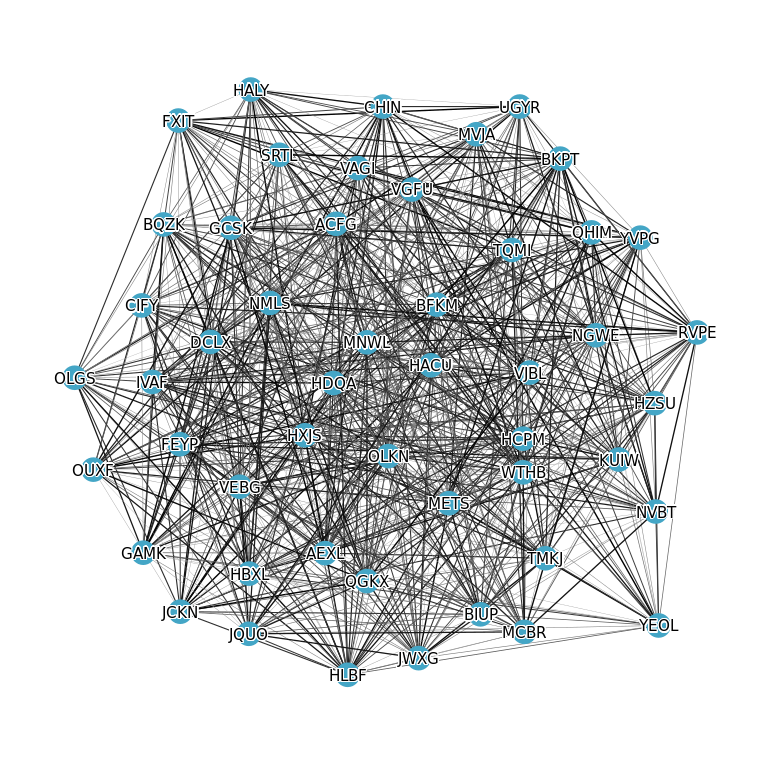 HALY
CHIN
UGYR
FXIT
MVJA
SRTL
BKPT
VAGI
VGFU
BQZK
GCSK
ACFG
QHIM
YVPG
TQMI
CIFY
NMLS
BFKM
RVPE
NGWE
DCLX
MNWL
HACU
VJBL
OLGS
IVAF
HDQA
HZSU
FEYP
HXJS
HCPM
OLKN
KUIW
OUXF
WTHB
VEBG
METS
NVBT
GAMK
AEXL
TMKJ
HBXL
QGKX
JCKN
BIUP
YEOL
JQUO
MCBR
JWXG
HLBF